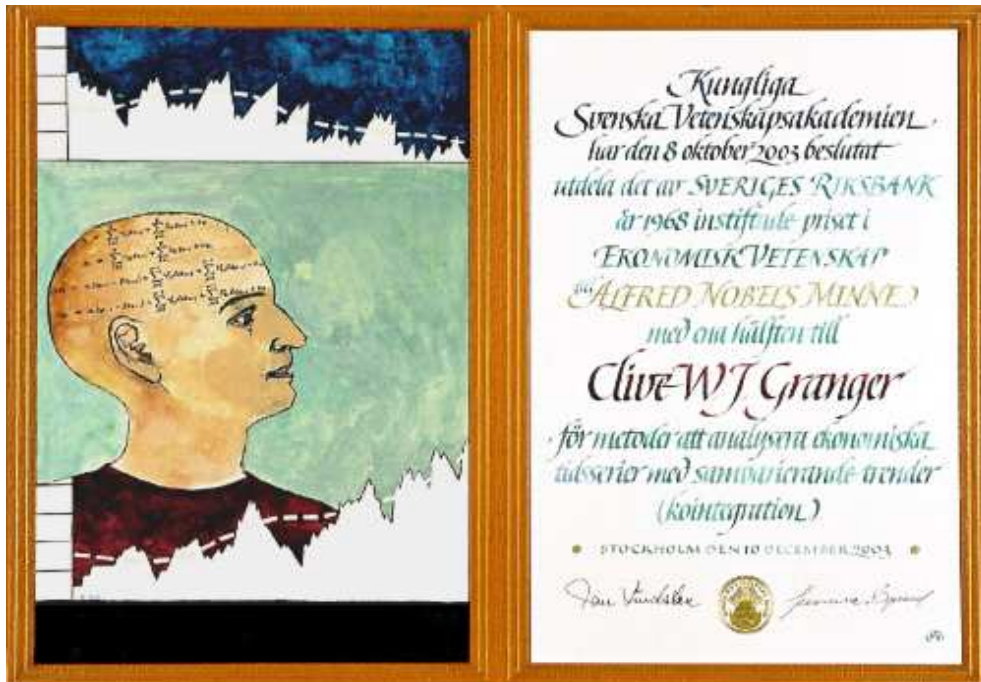 Kungliga
Svenska Vetenskapsakademien
har den 8 oktober 2003 beslutat
utdela det av SVERIGES RIKSBANK
år 1968 instiftade priset i
EKONOMISK VETENSKAP
till ALFRED NOBELS MINNE
med ena hälften till
Clive W J Granger
för metoder att analysera ekonomiska
tidsserier med samvarierande trender
(kointegration)
STOCKHOLM DEN 10 DECEMBER 2003